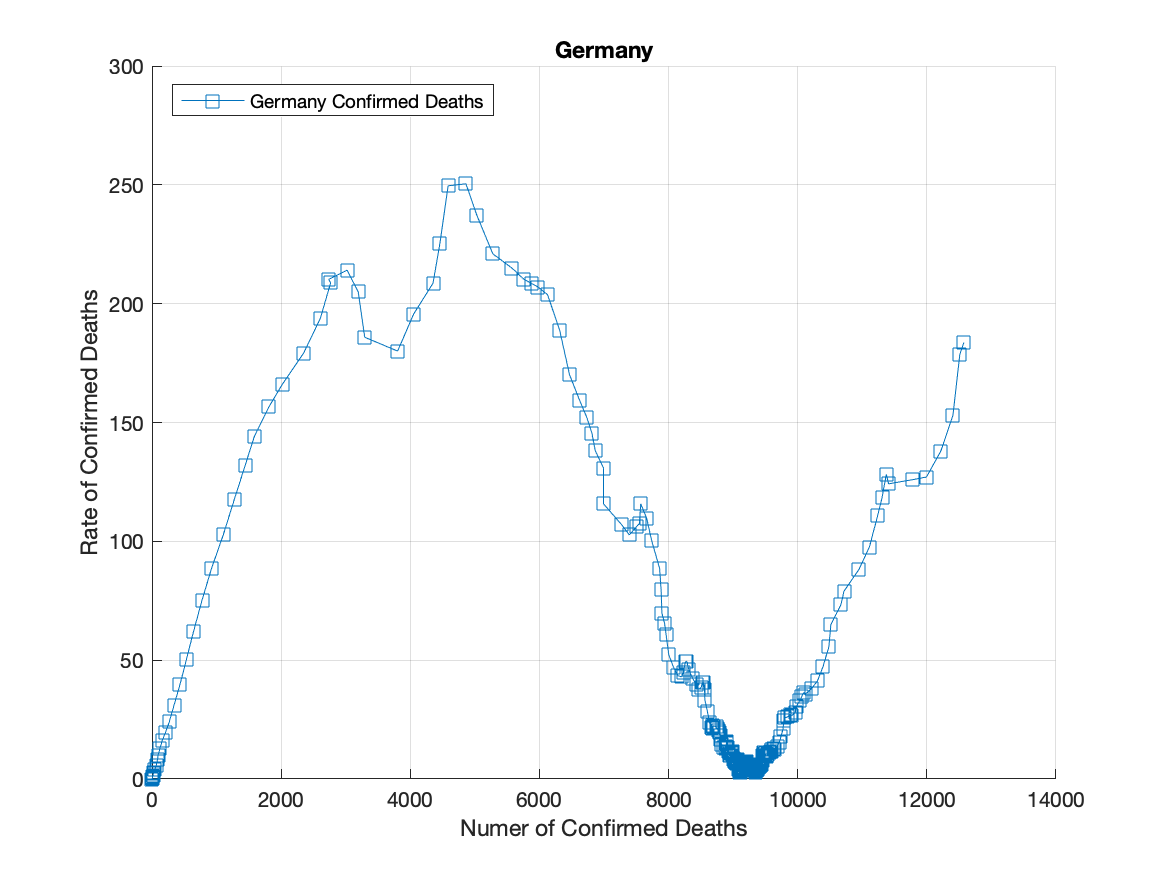 Germany
Germany Confirmed Deaths
300
250
200
150
100
50
0
Rate of Confirmed Deaths
0 2000 4000 6000 8000 10000 12000 14000
Numer of Confirmed Deaths